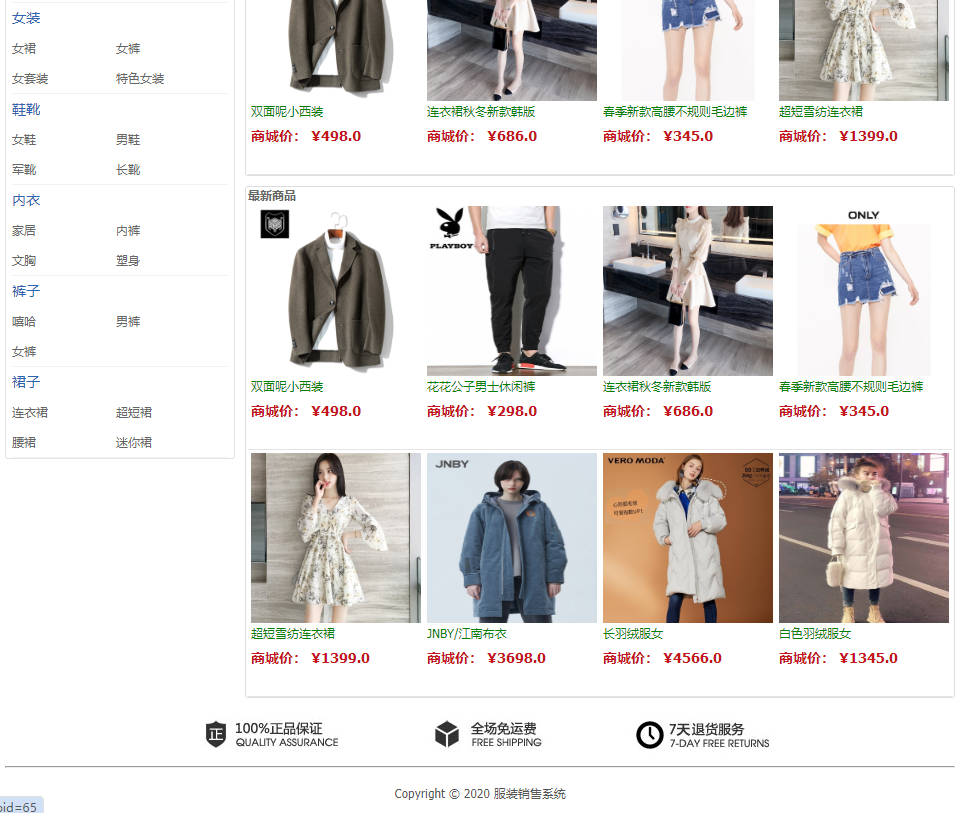 女装
女裙 女裤
女套装 特色女装
鞋靴
女鞋 男鞋
军靴 长靴
内衣
家居 内裤
文胸 塑身
裤子
嘻哈 男裤
女裤
裙子
连衣裙 超短裙
腰裙 迷你裙
双面呢小西装 连衣裙秋冬新款韩版 春季新款高腰不规则毛边裤 超短雪纺连衣裙
商城价： ¥498.0 商城价： ¥686.0 商城价： ¥345.0 商城价： ¥1399.0
最新商品
PLAYBOY ONLY
双面呢小西装 花花公子男士休闲裤 连衣裙秋冬新款韩版 春季新款高腰不规则毛边裤
商城价： ¥498.0 商城价： ¥298.0 商城价： ¥686.0 商城价： ¥345.0
JNBY VERO MODA
超短雪纺连衣裙 JNBY/江南布衣 长羽绒服女 白色羽绒服女
商城价： ¥1399.0 商城价： ¥3698.0 商城价： ¥4566.0 商城价： ¥1345.0
正 100%正品保证 全场免运费 7天退货服务
QUALITY ASSURANCE FREE SHIPPING 7-DAY FREE RETURNS
Copyright © 2020 服装销售系统
pid=65